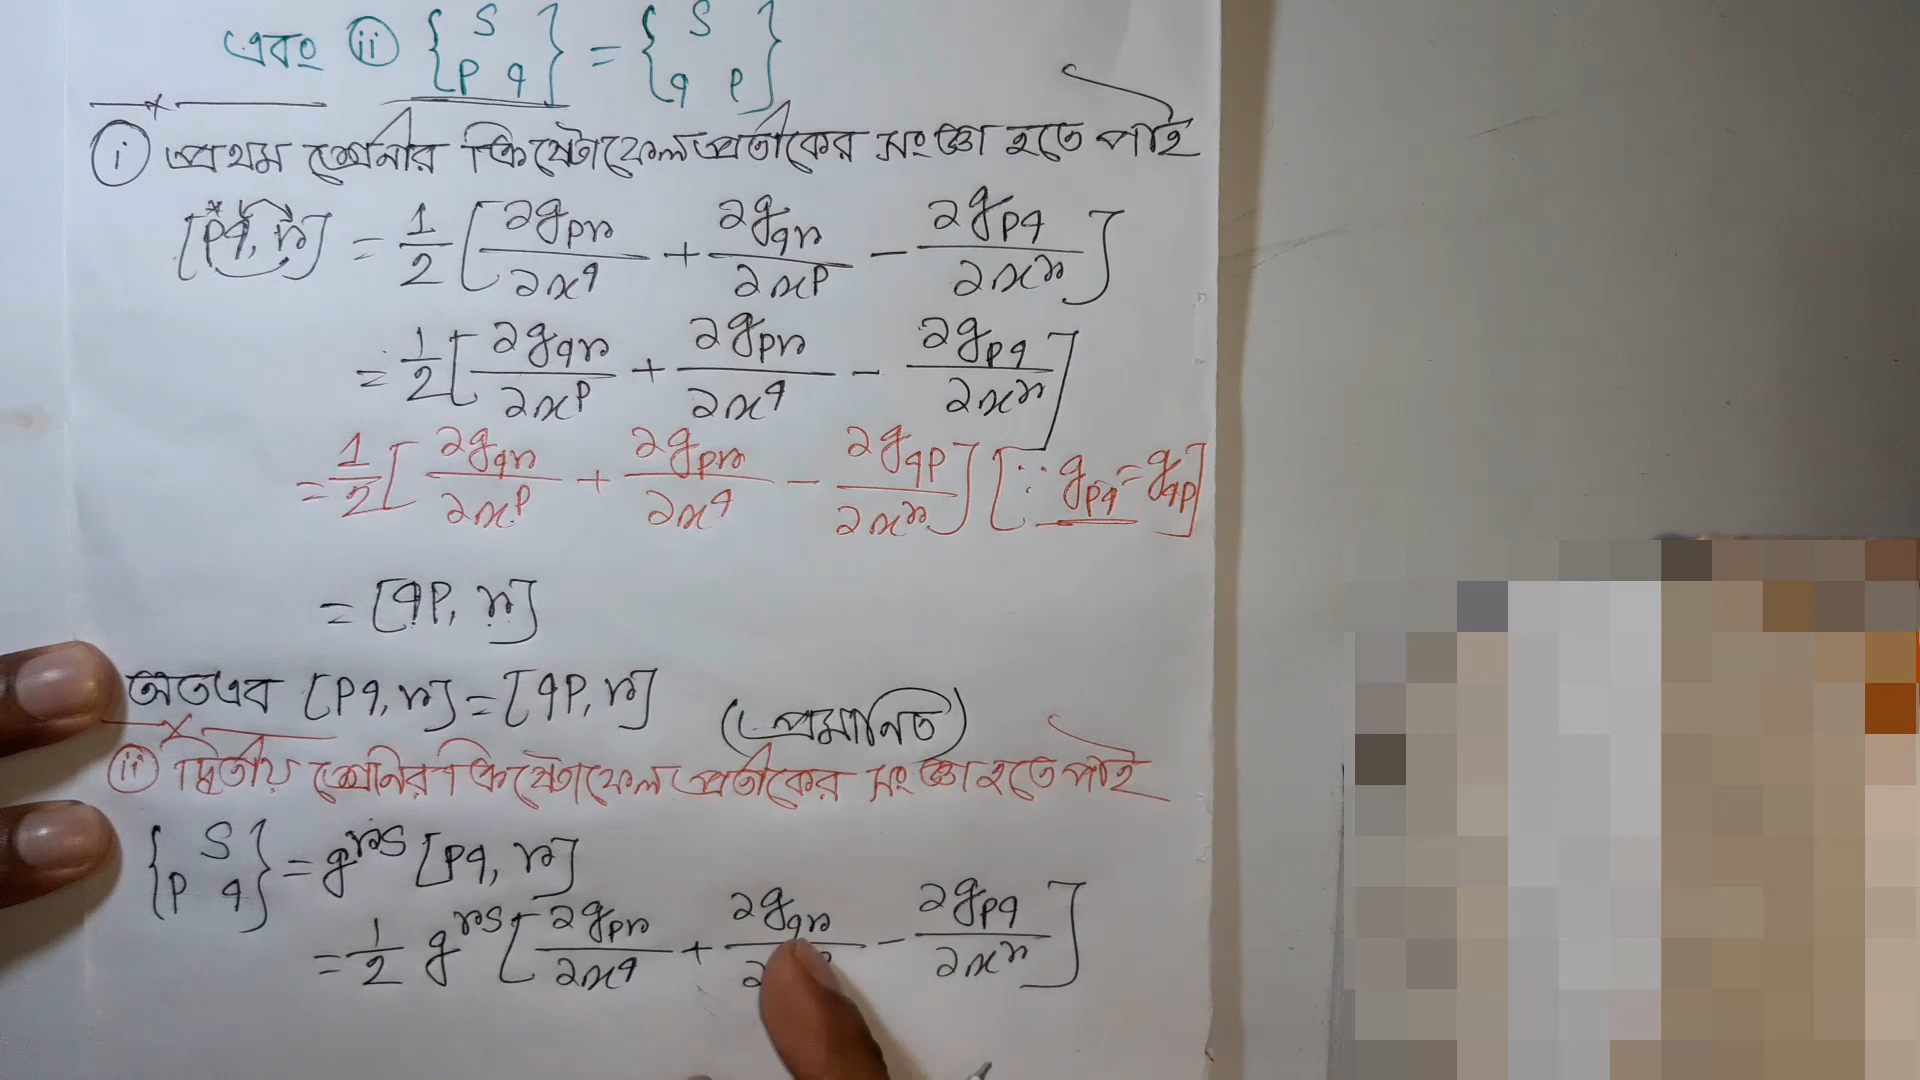 এবং ⓘⓘ {S p q} = {S q p}
ⓘ প্রথম শ্রেনীর ক্রিষ্টোফেল প্রতীকের সংজ্ঞা হতে পাই
[pq, r] = 1/2 [∂g_pr/∂x^q + ∂g_qr/∂x^p − ∂g_pq/∂x^r]
= 1/2 [∂g_qr/∂x^p + ∂g_pr/∂x^q − ∂g_pq/∂x^r]
= 1/2 [∂g_qr/∂x^p + ∂g_pr/∂x^q − ∂g_qp/∂x^r] [∵ g_pq = g_qp]
= [qp, r]
অতএব [pq, r] = [qp, r] (প্রমানিত)
ⓘⓘ দ্বিতীয় শ্রেনির ক্রিষ্টোফেল প্রতীকের সংজ্ঞা হতে পাই
{S p q} = g^rs [pq, r]
= 1/2 g^rs [∂g_pr/∂x^q + ∂g_qr/∂ − ∂g_pq/∂x^r]